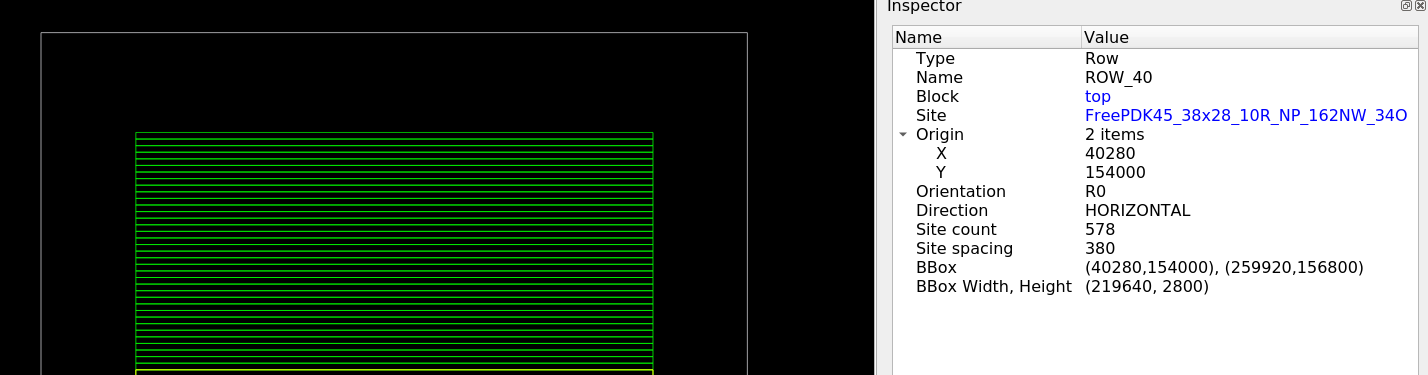 Inspector
Name Value
Type Row
Name ROW_40
Block top
Site FreePDK45_38x28_10R_NP_162NW_34O
Origin 2 items
X 40280
Y 154000
Orientation R0
Direction HORIZONTAL
Site count 578
Site spacing 380
BBox (40280,154000), (259920,156800)
BBox Width, Height (219640, 2800)